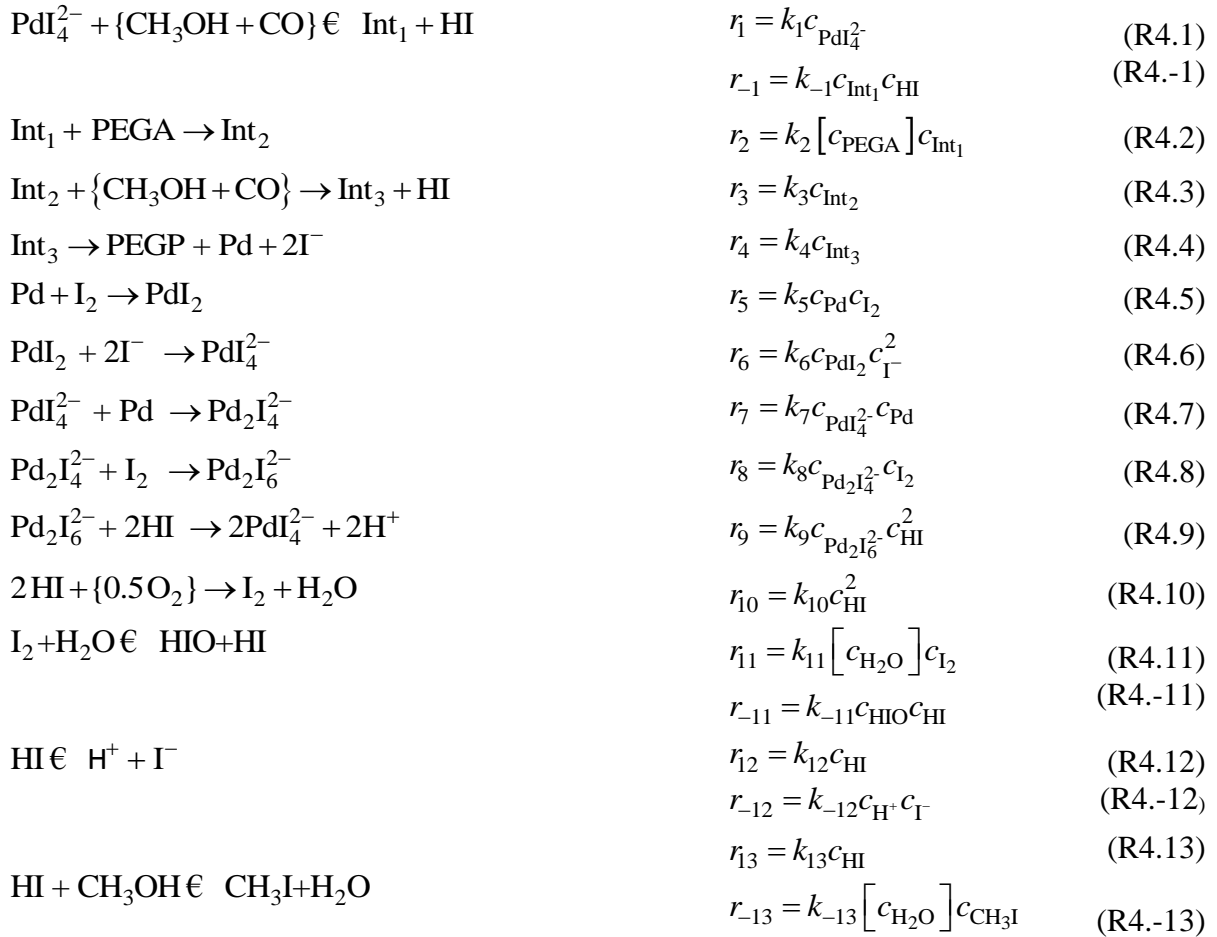 PdI₄²⁻ + {CH₃OH + CO} € Int₁ + HI r₁ = k₁c_PdI₄²⁻ (R4.1)
r₋₁ = k₋₁c_Int₁ c_HI (R4.-1)
Int₁ + PEGA → Int₂ r₂ = k₂[c_PEGA]c_Int₁ (R4.2)
Int₂ + {CH₃OH + CO} → Int₃ + HI r₃ = k₃c_Int₂ (R4.3)
Int₃ → PEGP + Pd + 2I⁻ r₄ = k₄c_Int₃ (R4.4)
Pd + I₂ → PdI₂ r₅ = k₅c_Pd c_I₂ (R4.5)
PdI₂ + 2I⁻ → PdI₄²⁻ r₆ = k₆c_PdI₂ c²_I⁻ (R4.6)
PdI₄²⁻ + Pd → Pd₂I₄²⁻ r₇ = k₇c_PdI₄²⁻ c_Pd (R4.7)
Pd₂I₄²⁻ + I₂ → Pd₂I₆²⁻ r₈ = k₈c_Pd₂I₄²⁻ c_I₂ (R4.8)
Pd₂I₆²⁻ + 2HI → 2PdI₄²⁻ + 2H⁺ r₉ = k₉c_Pd₂I₆²⁻ c²_HI (R4.9)
2HI + {0.5O₂} → I₂ + H₂O r₁₀ = k₁₀c²_HI (R4.10)
I₂+H₂O € HIO+HI r₁₁ = k₁₁[c_H₂O]c_I₂ (R4.11)
r₋₁₁ = k₋₁₁c_HIO c_HI (R4.-11)
HI € H⁺ + I⁻ r₁₂ = k₁₂c_HI (R4.12)
r₋₁₂ = k₋₁₂c_H⁺ c_I⁻ (R4.-12)
r₁₃ = k₁₃c_HI (R4.13)
HI + CH₃OH € CH₃I+H₂O r₋₁₃ = k₋₁₃[c_H₂O]c_CH₃I (R4.-13)